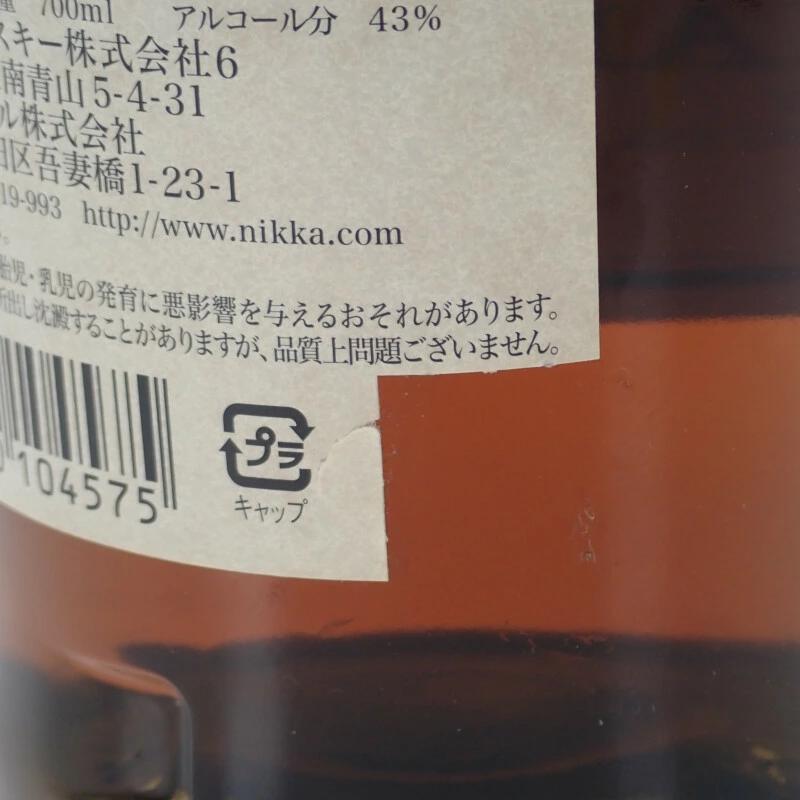 量 700ml アルコール分 43%
スキー株式会社6
南青山5-4-31
ル株式会社
田区吾妻橋1-23-1
19-993 http://www.nikka.com
胎児・乳児の発育に悪影響を与えるおそれがあります。
析出し沈澱することがありますが、品質上問題ございません。
プラ
キャップ
104575